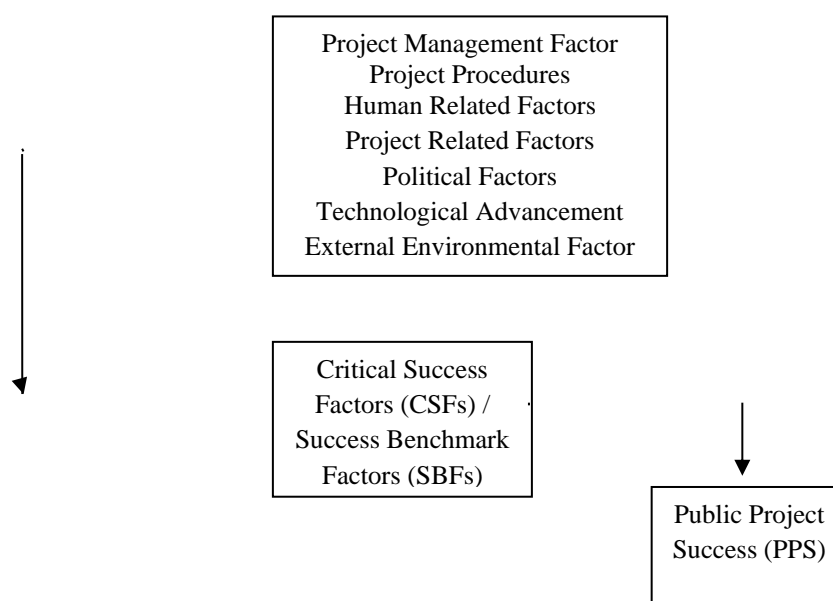 Project Management Factor
Project Procedures
Human Related Factors
Project Related Factors
Political Factors
Technological Advancement
External Environmental Factor
Critical Success
Factors (CSFs) /
Success Benchmark
Factors (SBFs)
Public Project
Success (PPS)